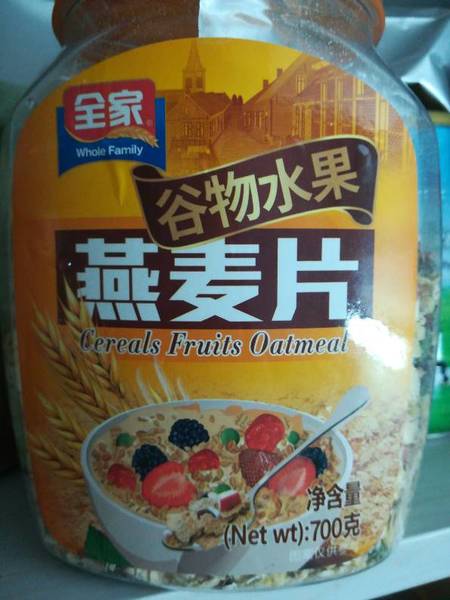 全家
Whole Family
谷物水果
燕麦片
Cereals Fruits Oatmeal
净含量
(Net wt):700克